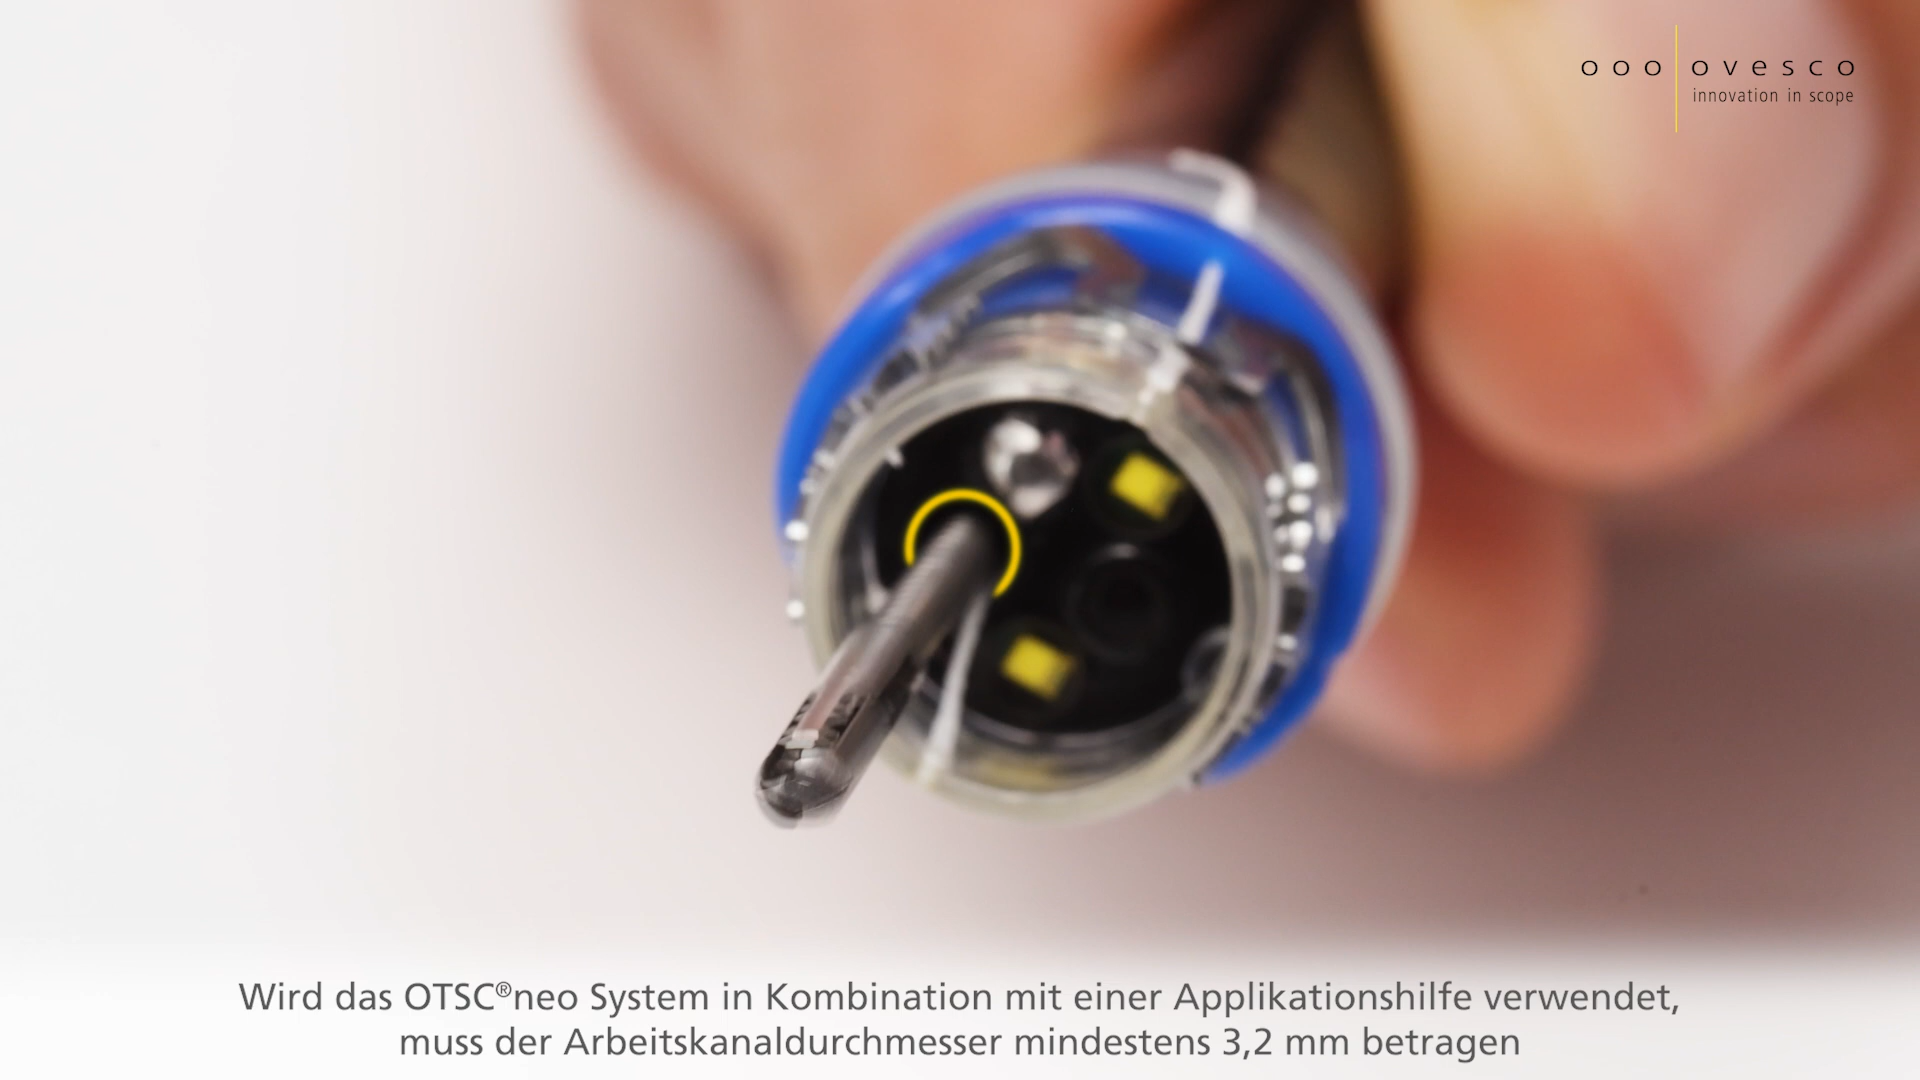 ooo ovesco
innovation in scope
Wird das OTSC®neo System in Kombination mit einer Applikationshilfe verwendet,
muss der Arbeitskanaldurchmesser mindestens 3,2 mm betragen